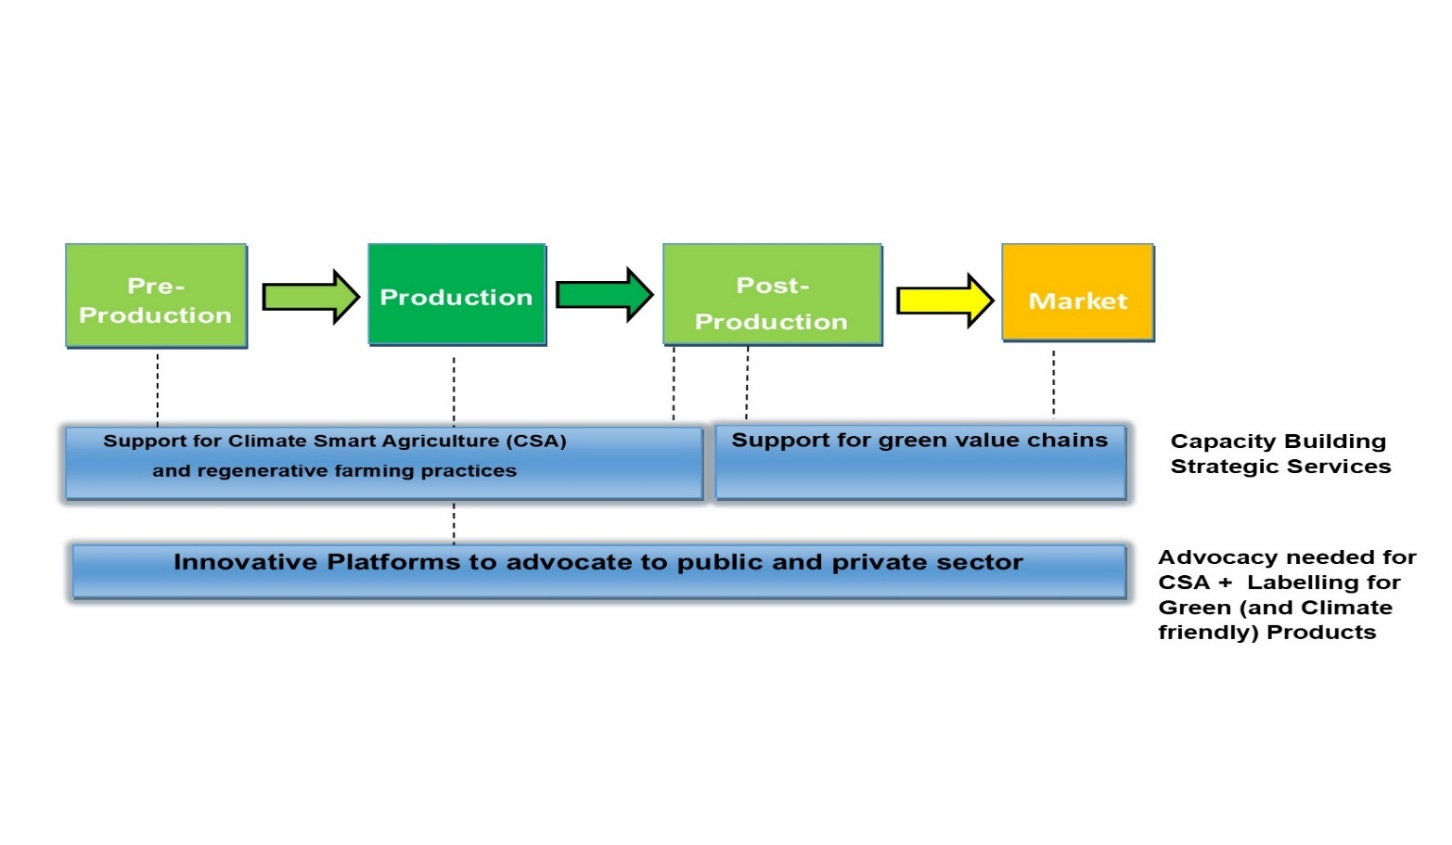 Pre-
Production
Production
Post-
Production
Market
Support for Climate Smart Agriculture (CSA)
and regenerative farming practices
Support for green value chains
Capacity Building
Strategic Services
Innovative Platforms to advocate to public and private sector
Advocacy needed for
CSA + Labelling for
Green (and Climate
friendly) Products